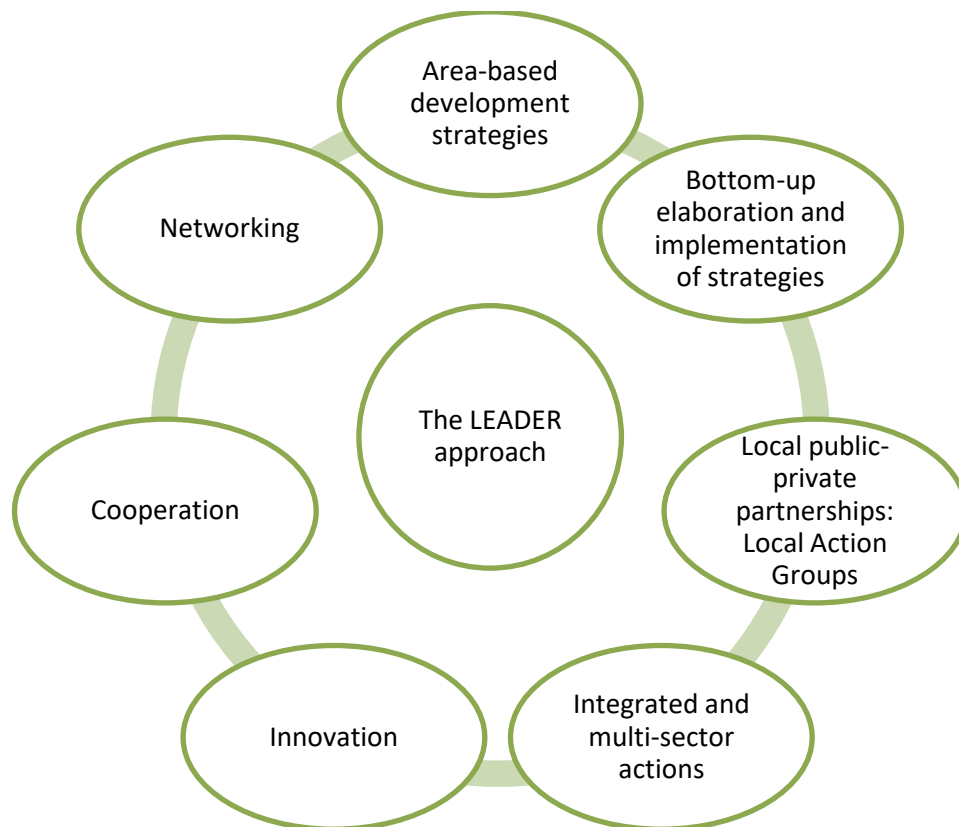 Area-based
development
strategies
Bottom-up
elaboration and
implementation
of strategies
Local public-
private
partnerships:
Local Action
Groups
Integrated and
multi-sector
actions
Innovation
Cooperation
Networking
The LEADER
approach